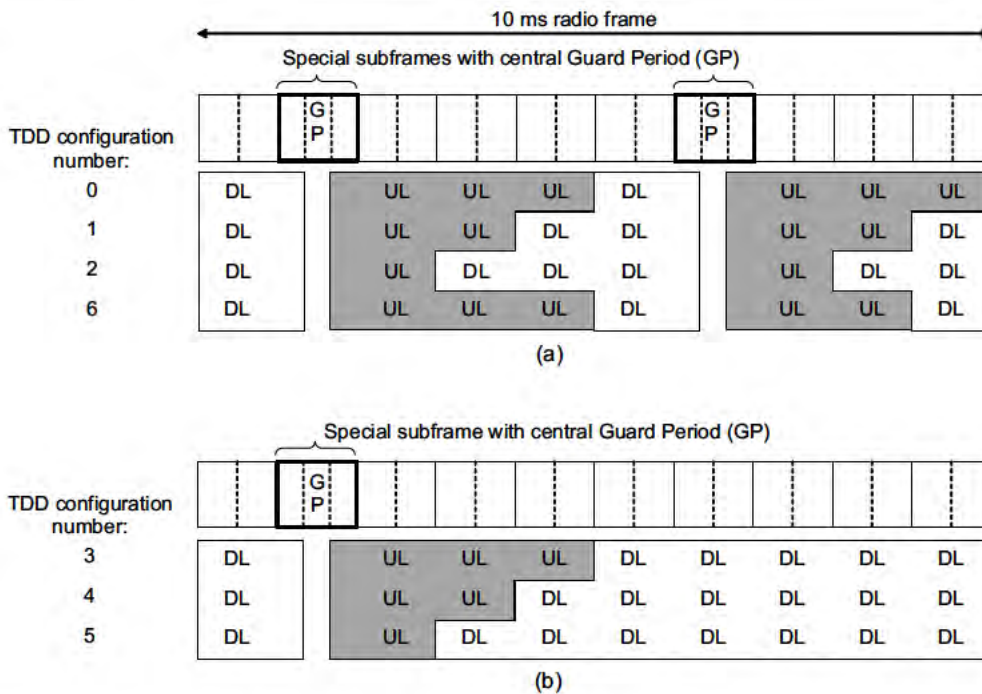 10 ms radio frame
Special subframes with central Guard Period (GP)
G G
P P
TDD configuration
number:
0 DL UL UL UL DL UL UL UL
1 DL UL UL DL DL UL UL DL
2 DL UL DL DL DL UL DL DL
6 DL UL UL UL DL UL UL DL
(a)
Special subframe with central Guard Period (GP)
G
P
TDD configuration
number:
3 DL UL UL UL DL DL DL DL DL
4 DL UL UL DL DL DL DL DL DL
5 DL UL DL DL DL DL DL DL DL
(b)